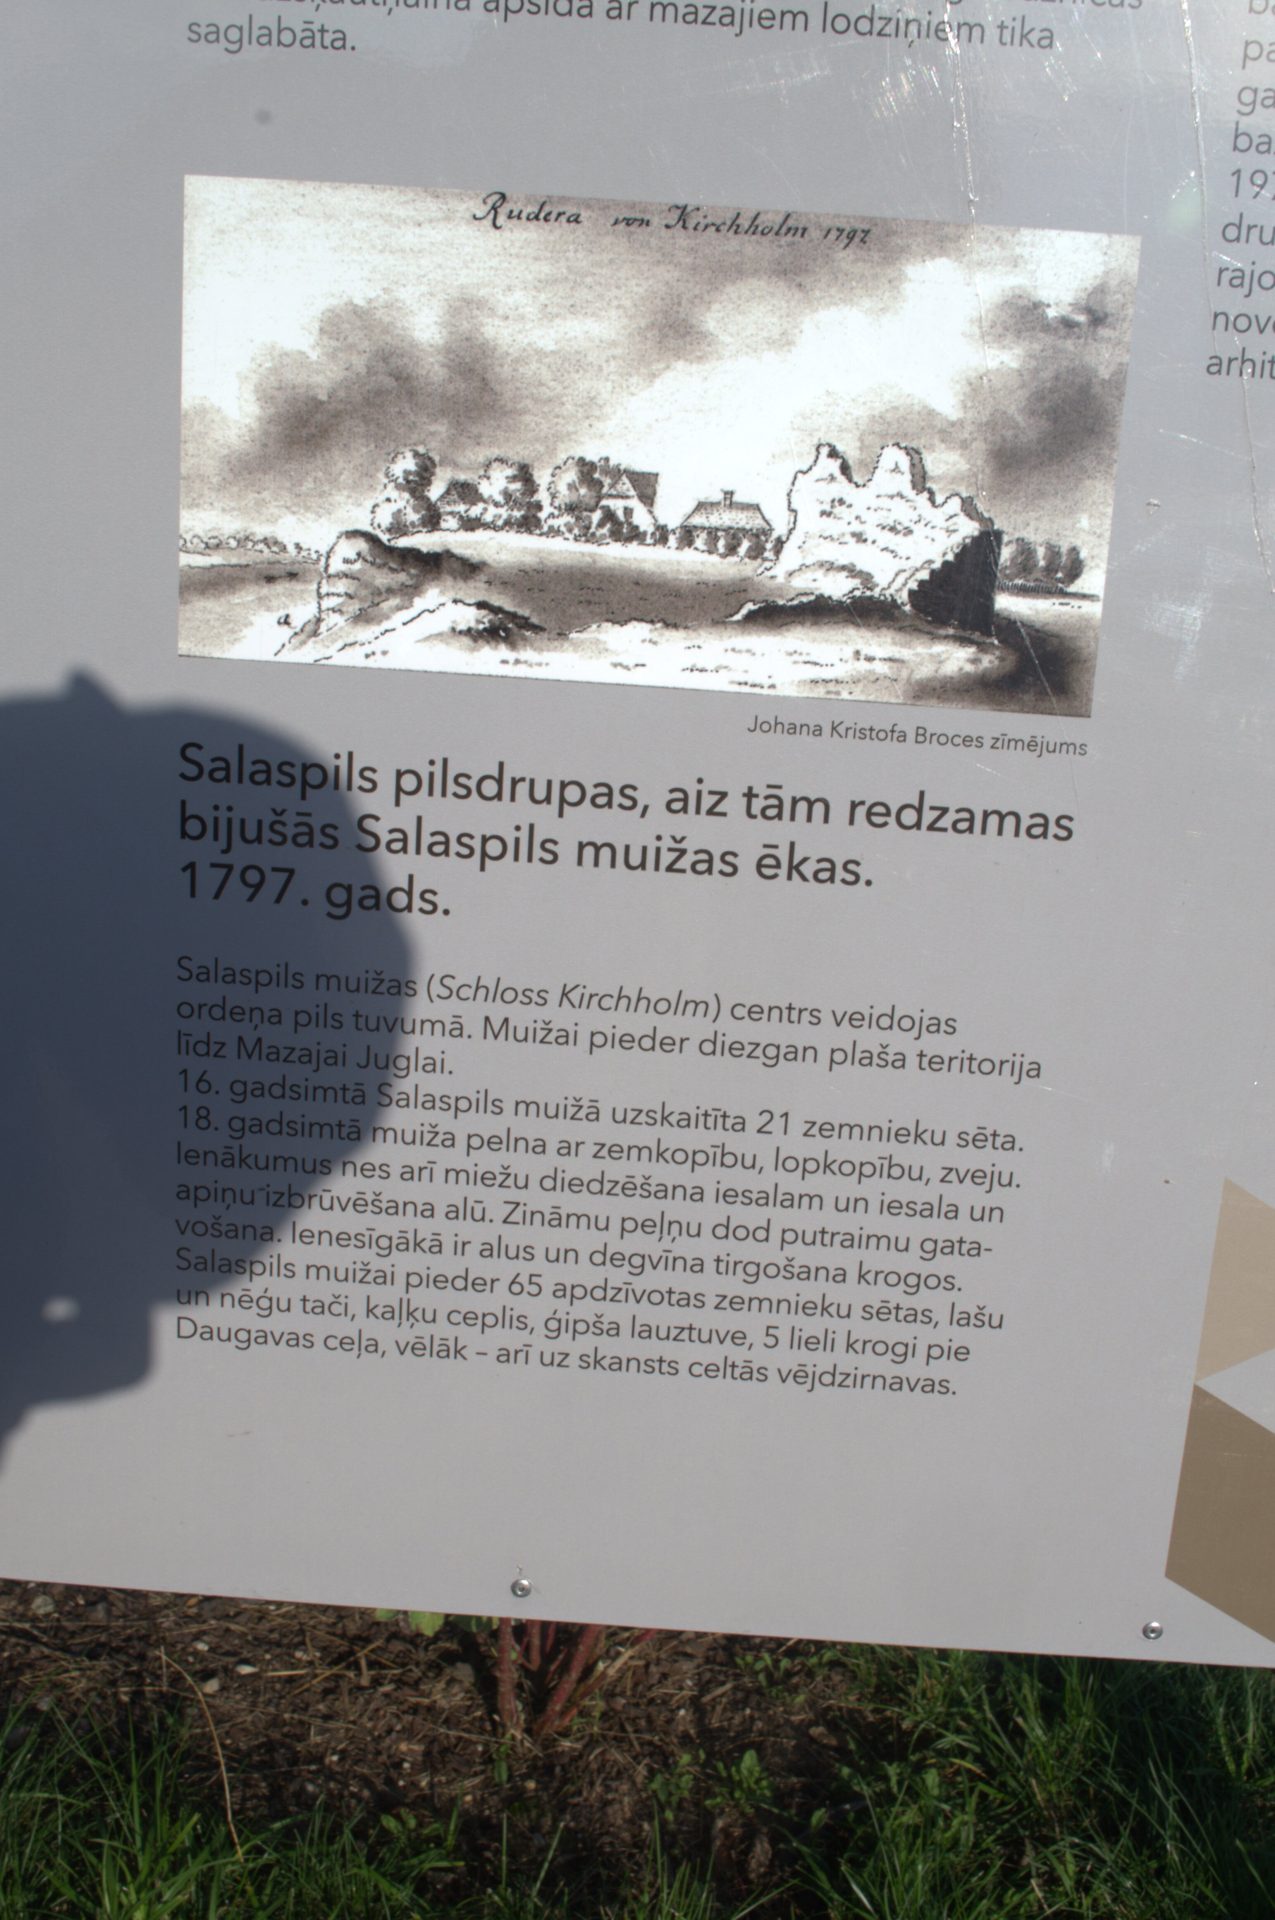 apsīda ar mazajiem lodziņiem tika
saglabāta.
Rudera von Kirchholm 1797
a
Johana Kristofa Broces zīmējums
Salaspils pilsdrupas, aiz tām redzamas
bijušās Salaspils muižas ēkas.
1797. gads.
Salaspils muižas (Schloss Kirchholm) centrs veidojas
ordeņa pils tuvumā. Muižai pieder diezgan plaša teritorija
līdz Mazajai Juglai.
16. gadsimtā Salaspils muižā uzskaitīta 21 zemnieku sēta.
18. gadsimtā muiža pelna ar zemkopību, lopkopību, zveju.
Ienākumus nes arī miežu diedzēšana iesalam un iesala un
apiņu izbrūvēšana alū. Zināmu peļņu dod putraimu gata-
vošana. Ienesīgākā ir alus un degvīna tirgošana krogos.
Salaspils muižai pieder 65 apdzīvotas zemnieku sētas, lašu
un nēģu tači, kaļķu ceplis, ģipša lauztuve, 5 lieli krogi pie
Daugavas ceļa, vēlāk – arī uz skansts celtās vējdzirnavas.